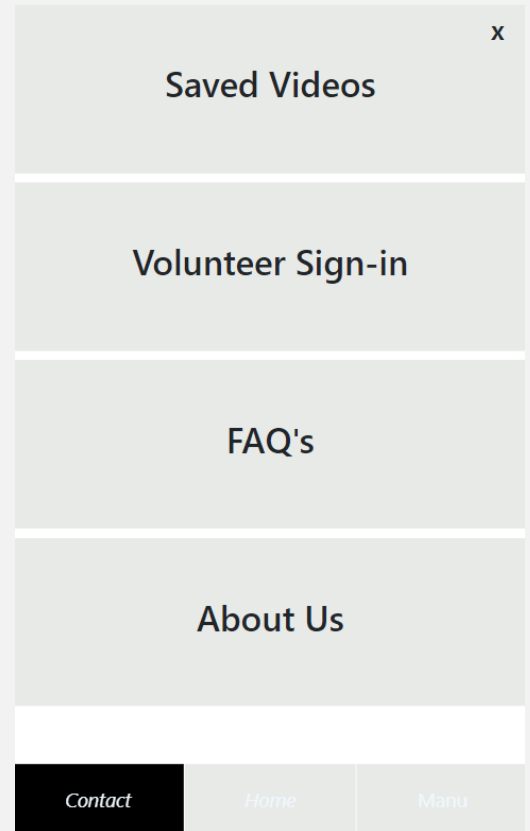 x
Saved Videos
Volunteer Sign-in
FAQ's
About Us
Contact Home Manu